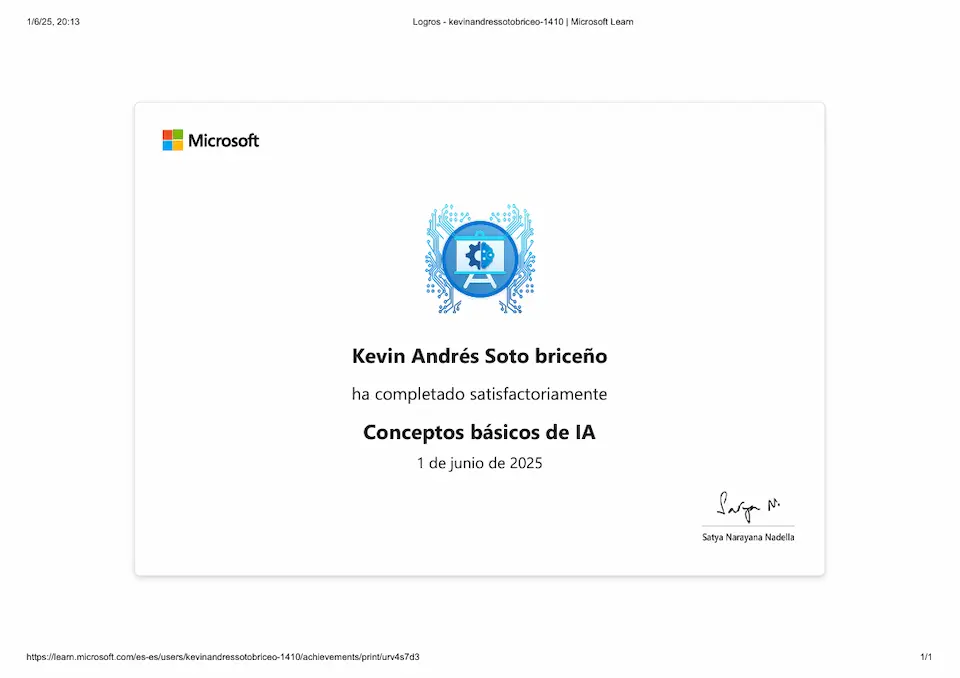 1/6/25, 20:13
Logros - kevinandressotobriceo-1410 | Microsoft Learn
Microsoft
Kevin Andrés Soto briceño
ha completado satisfactoriamente
Conceptos básicos de IA
1 de junio de 2025
Satya N.
Satya Narayana Nadella
https://learn.microsoft.com/es-es/users/kevinandressotobriceo-1410/achievements/print/urv4s7d3
1/1